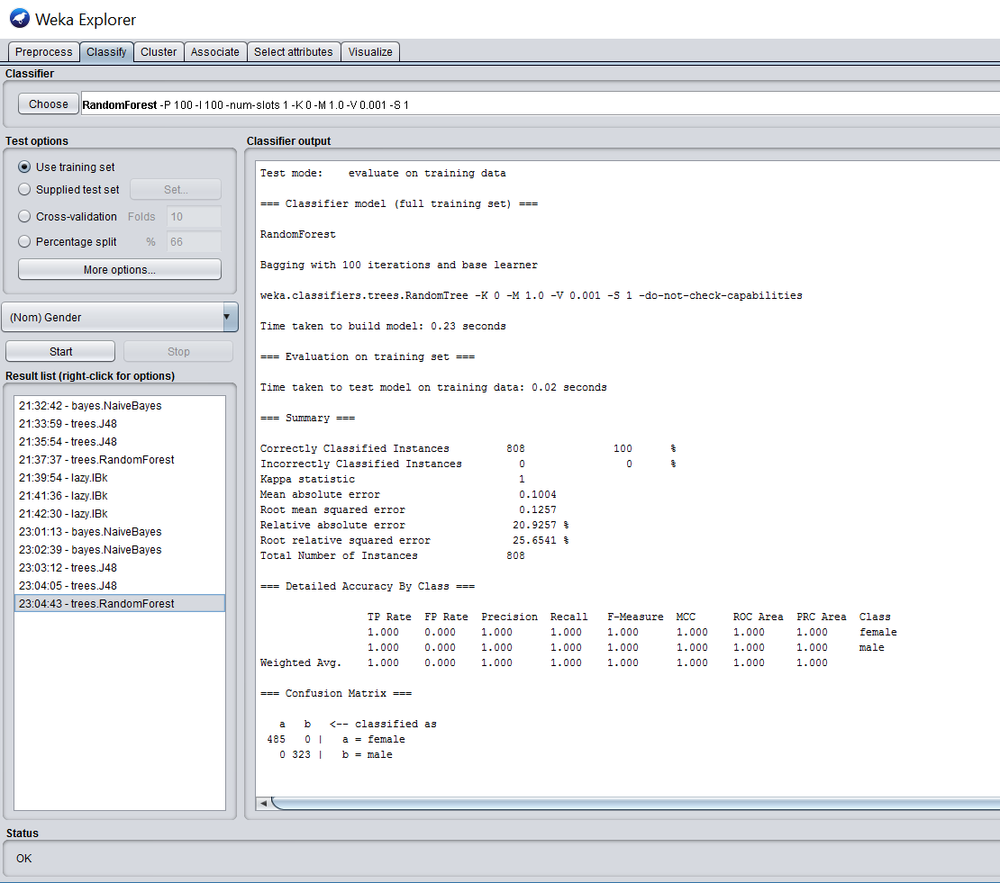 Weka Explorer
Preprocess Classify Cluster Associate Select attributes Visualize
Classifier
Choose RandomForest -P 100 -I 100 -num-slots 1 -K 0 -M 1.0 -V 0.001 -S 1
Test options
Use training set
Supplied test set Set...
Cross-validation Folds 10
Percentage split % 66
More options...
(Nom) Gender
Start Stop
Result list (right-click for options)
21:32:42 - bayes.NaiveBayes
21:33:59 - trees.J48
21:35:54 - trees.J48
21:37:37 - trees.RandomForest
21:39:54 - lazy.IBk
21:41:36 - lazy.IBk
21:42:30 - lazy.IBk
23:01:13 - bayes.NaiveBayes
23:02:39 - bayes.NaiveBayes
23:03:12 - trees.J48
23:04:05 - trees.J48
23:04:43 - trees.RandomForest
Classifier output
Test mode: evaluate on training data
=== Classifier model (full training set) ===
RandomForest
Bagging with 100 iterations and base learner
weka.classifiers.trees.RandomTree -K 0 -M 1.0 -V 0.001 -S 1 -do-not-check-capabilities
Time taken to build model: 0.23 seconds
=== Evaluation on training set ===
Time taken to test model on training data: 0.02 seconds
=== Summary ===
Correctly Classified Instances 808 100 %
Incorrectly Classified Instances 0 0 %
Kappa statistic 1
Mean absolute error 0.1004
Root mean squared error 0.1257
Relative absolute error 20.9257 %
Root relative squared error 25.6541 %
Total Number of Instances 808
=== Detailed Accuracy By Class ===
TP Rate FP Rate Precision Recall F-Measure MCC ROC Area PRC Area Class
1.000 0.000 1.000 1.000 1.000 1.000 1.000 1.000 female
1.000 0.000 1.000 1.000 1.000 1.000 1.000 1.000 male
Weighted Avg. 1.000 0.000 1.000 1.000 1.000 1.000 1.000 1.000
=== Confusion Matrix ===
a b <-- classified as
485 0 | a = female
0 323 | b = male
Status
OK